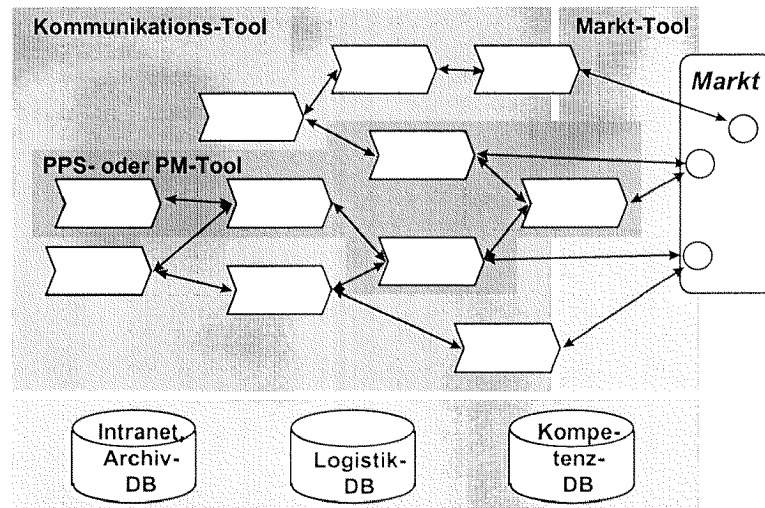 Kommunikations-Tool
Markt-Tool
Markt
PPS- oder PM-Tool
Intranet,
Archiv-
DB
Logistik-
DB
Kompe-
tenz-
DB